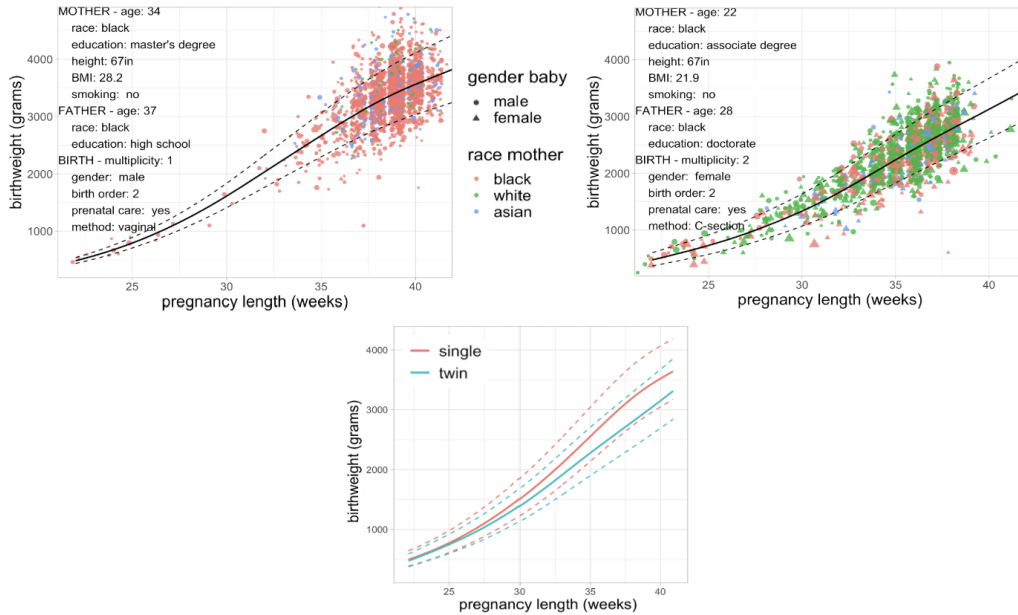 MOTHER - age: 34
race: black
education: master's degree
height: 67in
BMI: 28.2
smoking: no
FATHER - age: 37
race: black
education: high school
BIRTH - multiplicity: 1
gender: male
birth order: 2
prenatal care: yes
method: vaginal
birthweight (grams)
4000
3000
2000
1000
25
30
35
40
pregnancy length (weeks)
gender baby
male
female
race mother
black
white
asian
MOTHER - age: 22
race: black
education: associate degree
height: 67in
BMI: 21.9
smoking: no
FATHER - age: 28
race: black
education: doctorate
BIRTH - multiplicity: 2
gender: female
birth order: 2
prenatal care: yes
method: C-section
birthweight (grams)
4000
3000
2000
1000
25
30
35
40
pregnancy length (weeks)
single
twin
birthweight (grams)
4000
3000
2000
1000
25
30
35
40
pregnancy length (weeks)